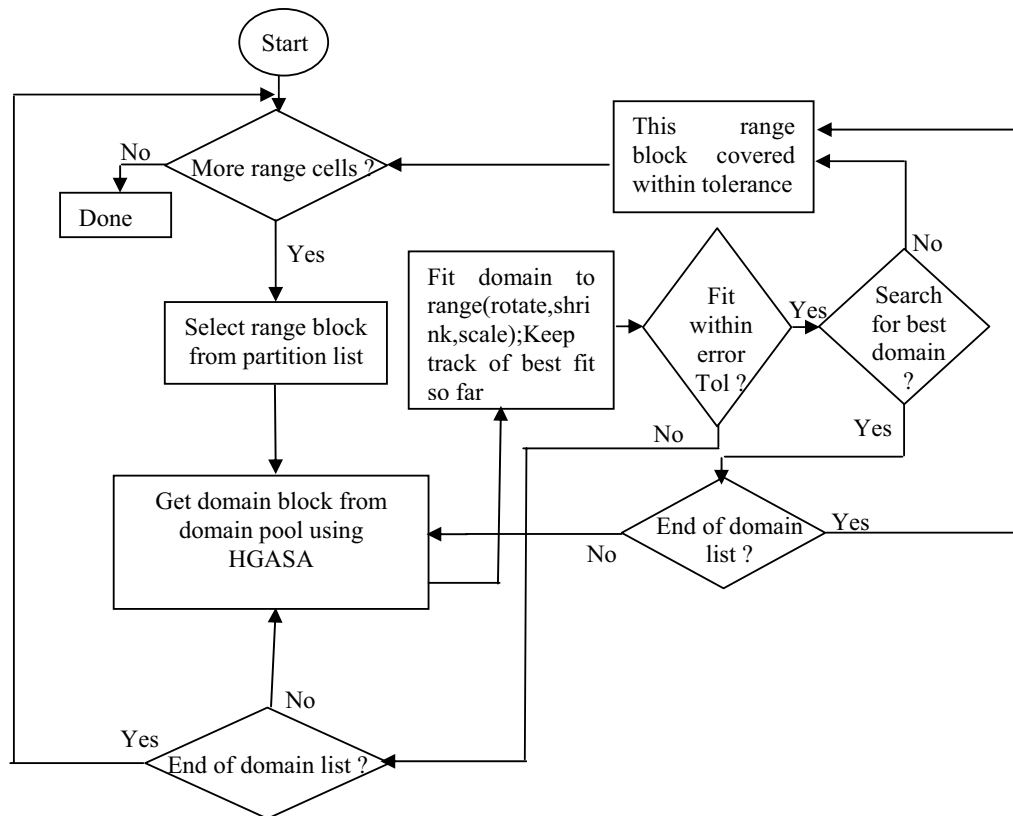 Start
More range cells ?
No
Done
Yes
This range
block covered
within tolerance
No
Select range block
from partition list
Fit domain to
range(rotate,shri
nk,scale);Keep
track of best fit
so far
Fit
within
error
Tol ?
Yes
Search
for best
domain
?
No
Yes
Get domain block from
domain pool using
HGASA
End of domain
list ?
Yes
No
No
Yes
End of domain list ?